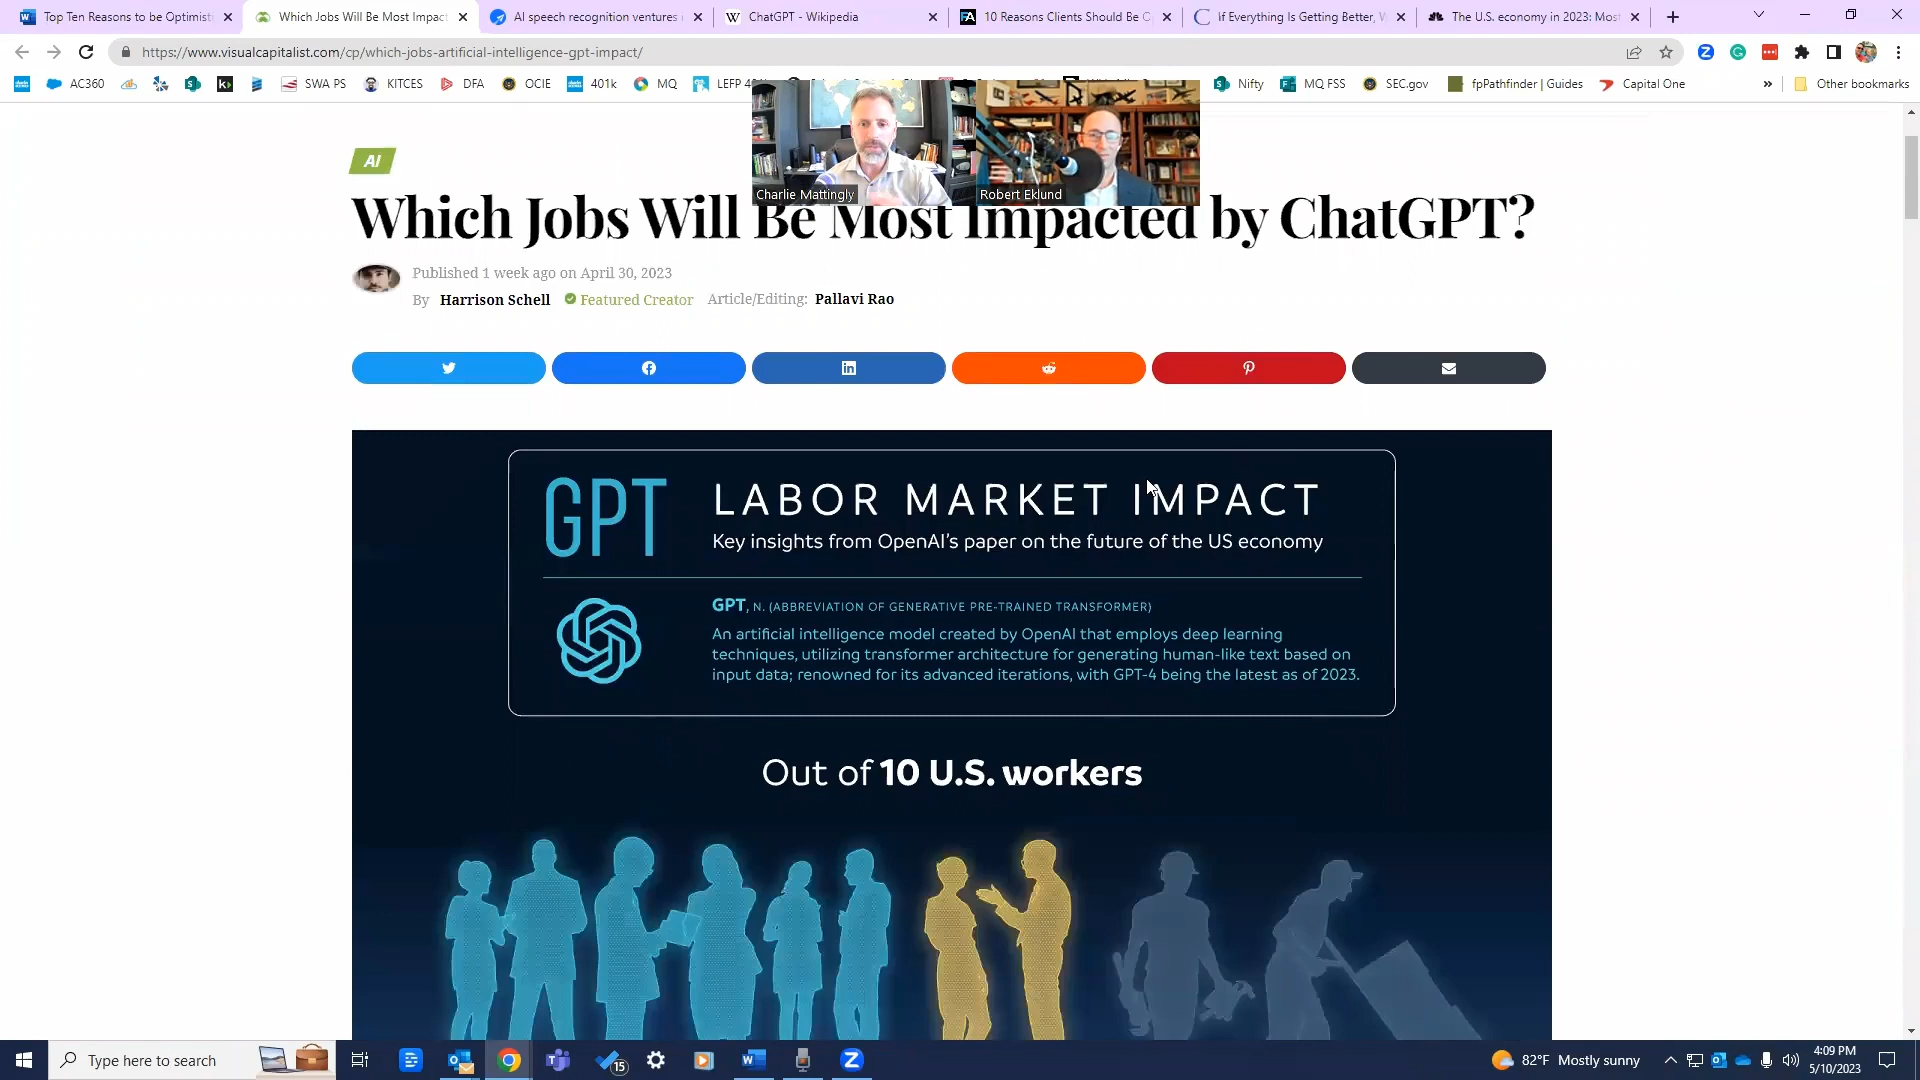 Top Ten Reasons to be Optimisti
Which Jobs Will Be Most Impact
AI speech recognition ventures i
ChatGPT - Wikipedia
10 Reasons Clients Should Be O
If Everything Is Getting Better, W
The U.S. economy in 2023: Most
https://www.visualcapitalist.com/cp/which-jobs-artificial-intelligence-gpt-impact/
AC360
SWA PS
KITCES
DFA
OCIE
401k
MQ
Nifty
MQ FSS
SEC.gov
fpPathfinder | Guides
Capital One
»
Other bookmarks
Charlie Mattingly
Robert Eklund
AI
Which Jobs Will Be Most Impacted by ChatGPT?
Published 1 week ago on April 30, 2023
By Harrison Schell Featured Creator Article/Editing: Pallavi Rao
GPT
LABOR MARKET IMPACT
Key insights from OpenAI's paper on the future of the US economy
GPT, N. (ABBREVIATION OF GENERATIVE PRE-TRAINED TRANSFORMER)
An artificial intelligence model created by OpenAI that employs deep learning
techniques, utilizing transformer architecture for generating human-like text based on
input data; renowned for its advanced iterations, with GPT-4 being the latest as of 2023.
Out of 10 U.S. workers
Type here to search
15
82°F Mostly sunny
4:09 PM
5/10/2023